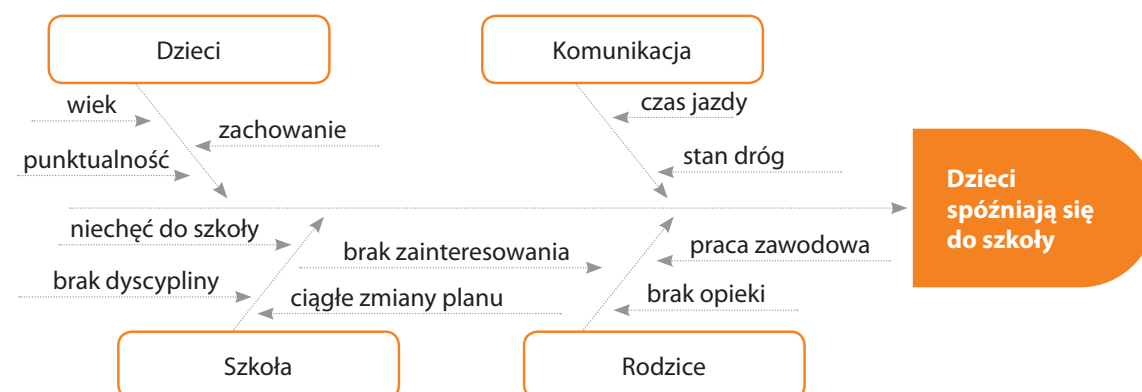 Dzieci
Komunikacja
wiek
zachowanie
punktualność
czas jazdy
stan dróg
Dzieci
spóźniają się
do szkoły
niechęć do szkoły
brak dyscypliny
ciągłe zmiany planu
brak zainteresowania
praca zawodowa
brak opieki
Szkoła
Rodzice